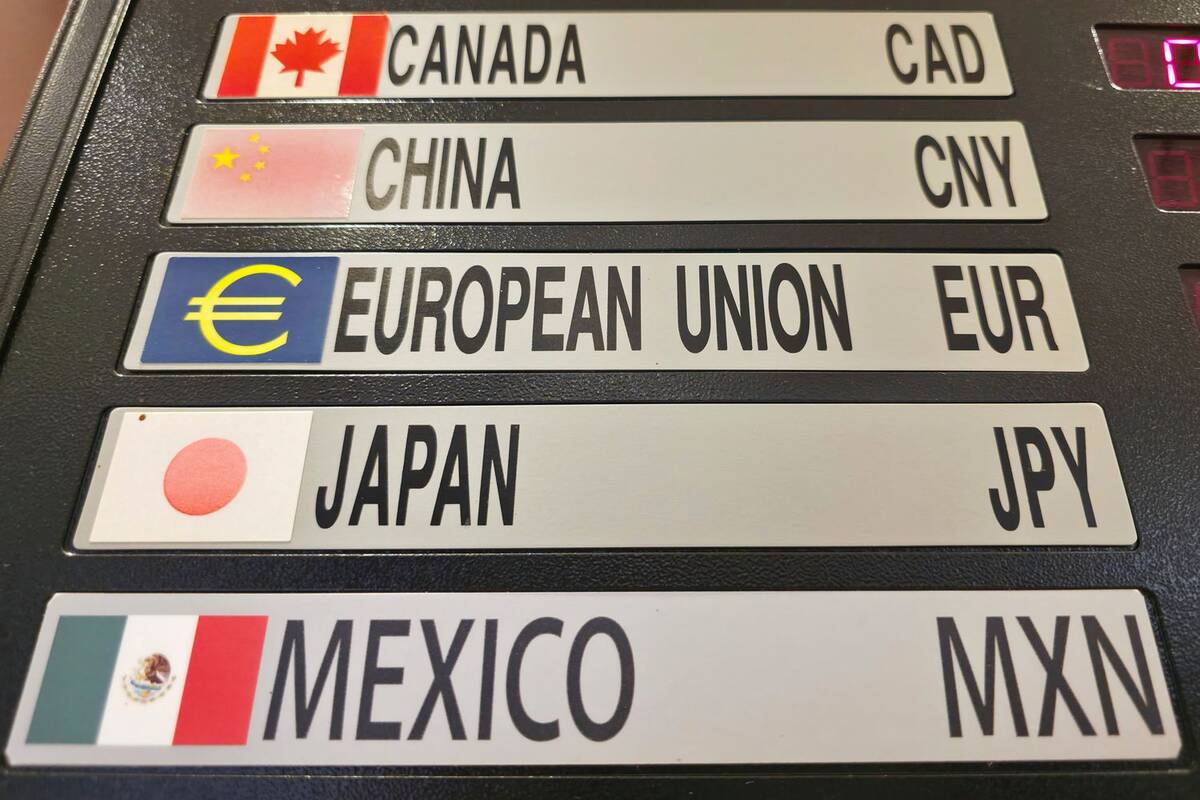 CANADA CAD
CHINA CNY
€ EUROPEAN UNION EUR
JAPAN JPY
MEXICO MXN